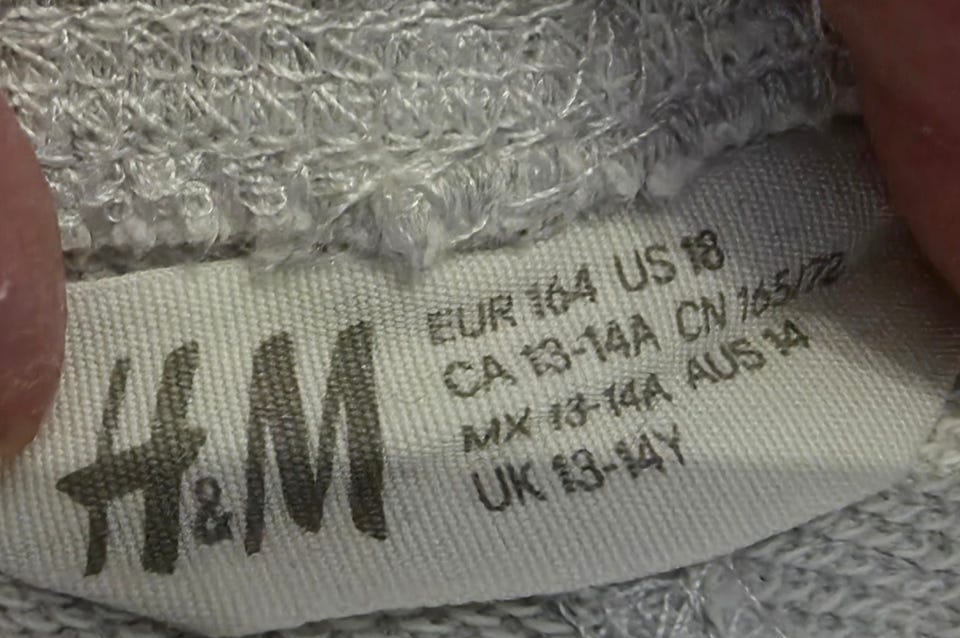 H&M
EUR 164 US 18
CA 13-14A CN 165/72
MX 13-14A AUS 14
UK 13-14Y